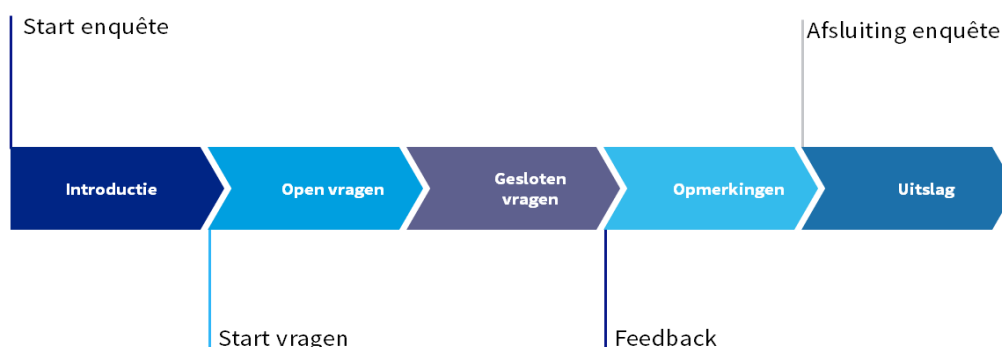 Start enquête
Afsluiting enquête
Introductie
Open vragen
Gesloten
vragen
Opmerkingen
Uitslag
Start vragen
Feedback